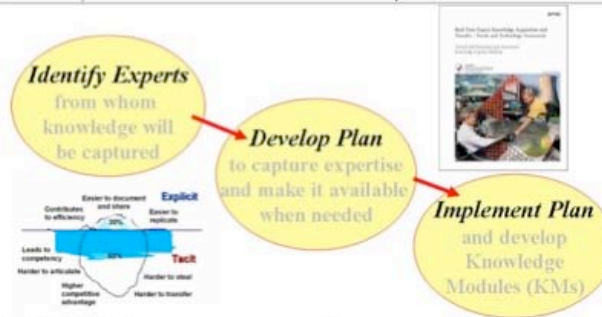 Identify Experts
from whom
knowledge will
be captured
Develop Plan
to capture expertise
and make it available
when needed
Implement Plan
and develop
Knowledge
Modules (KMs)
Easier to document
and share
Explicit
Contributes
to efficiency
20%
Easier to
replicate
Leads to
competency
80%
Tacit
Harder to articulate
Harder to steal
Higher
competitive
advantage
Harder to transfer